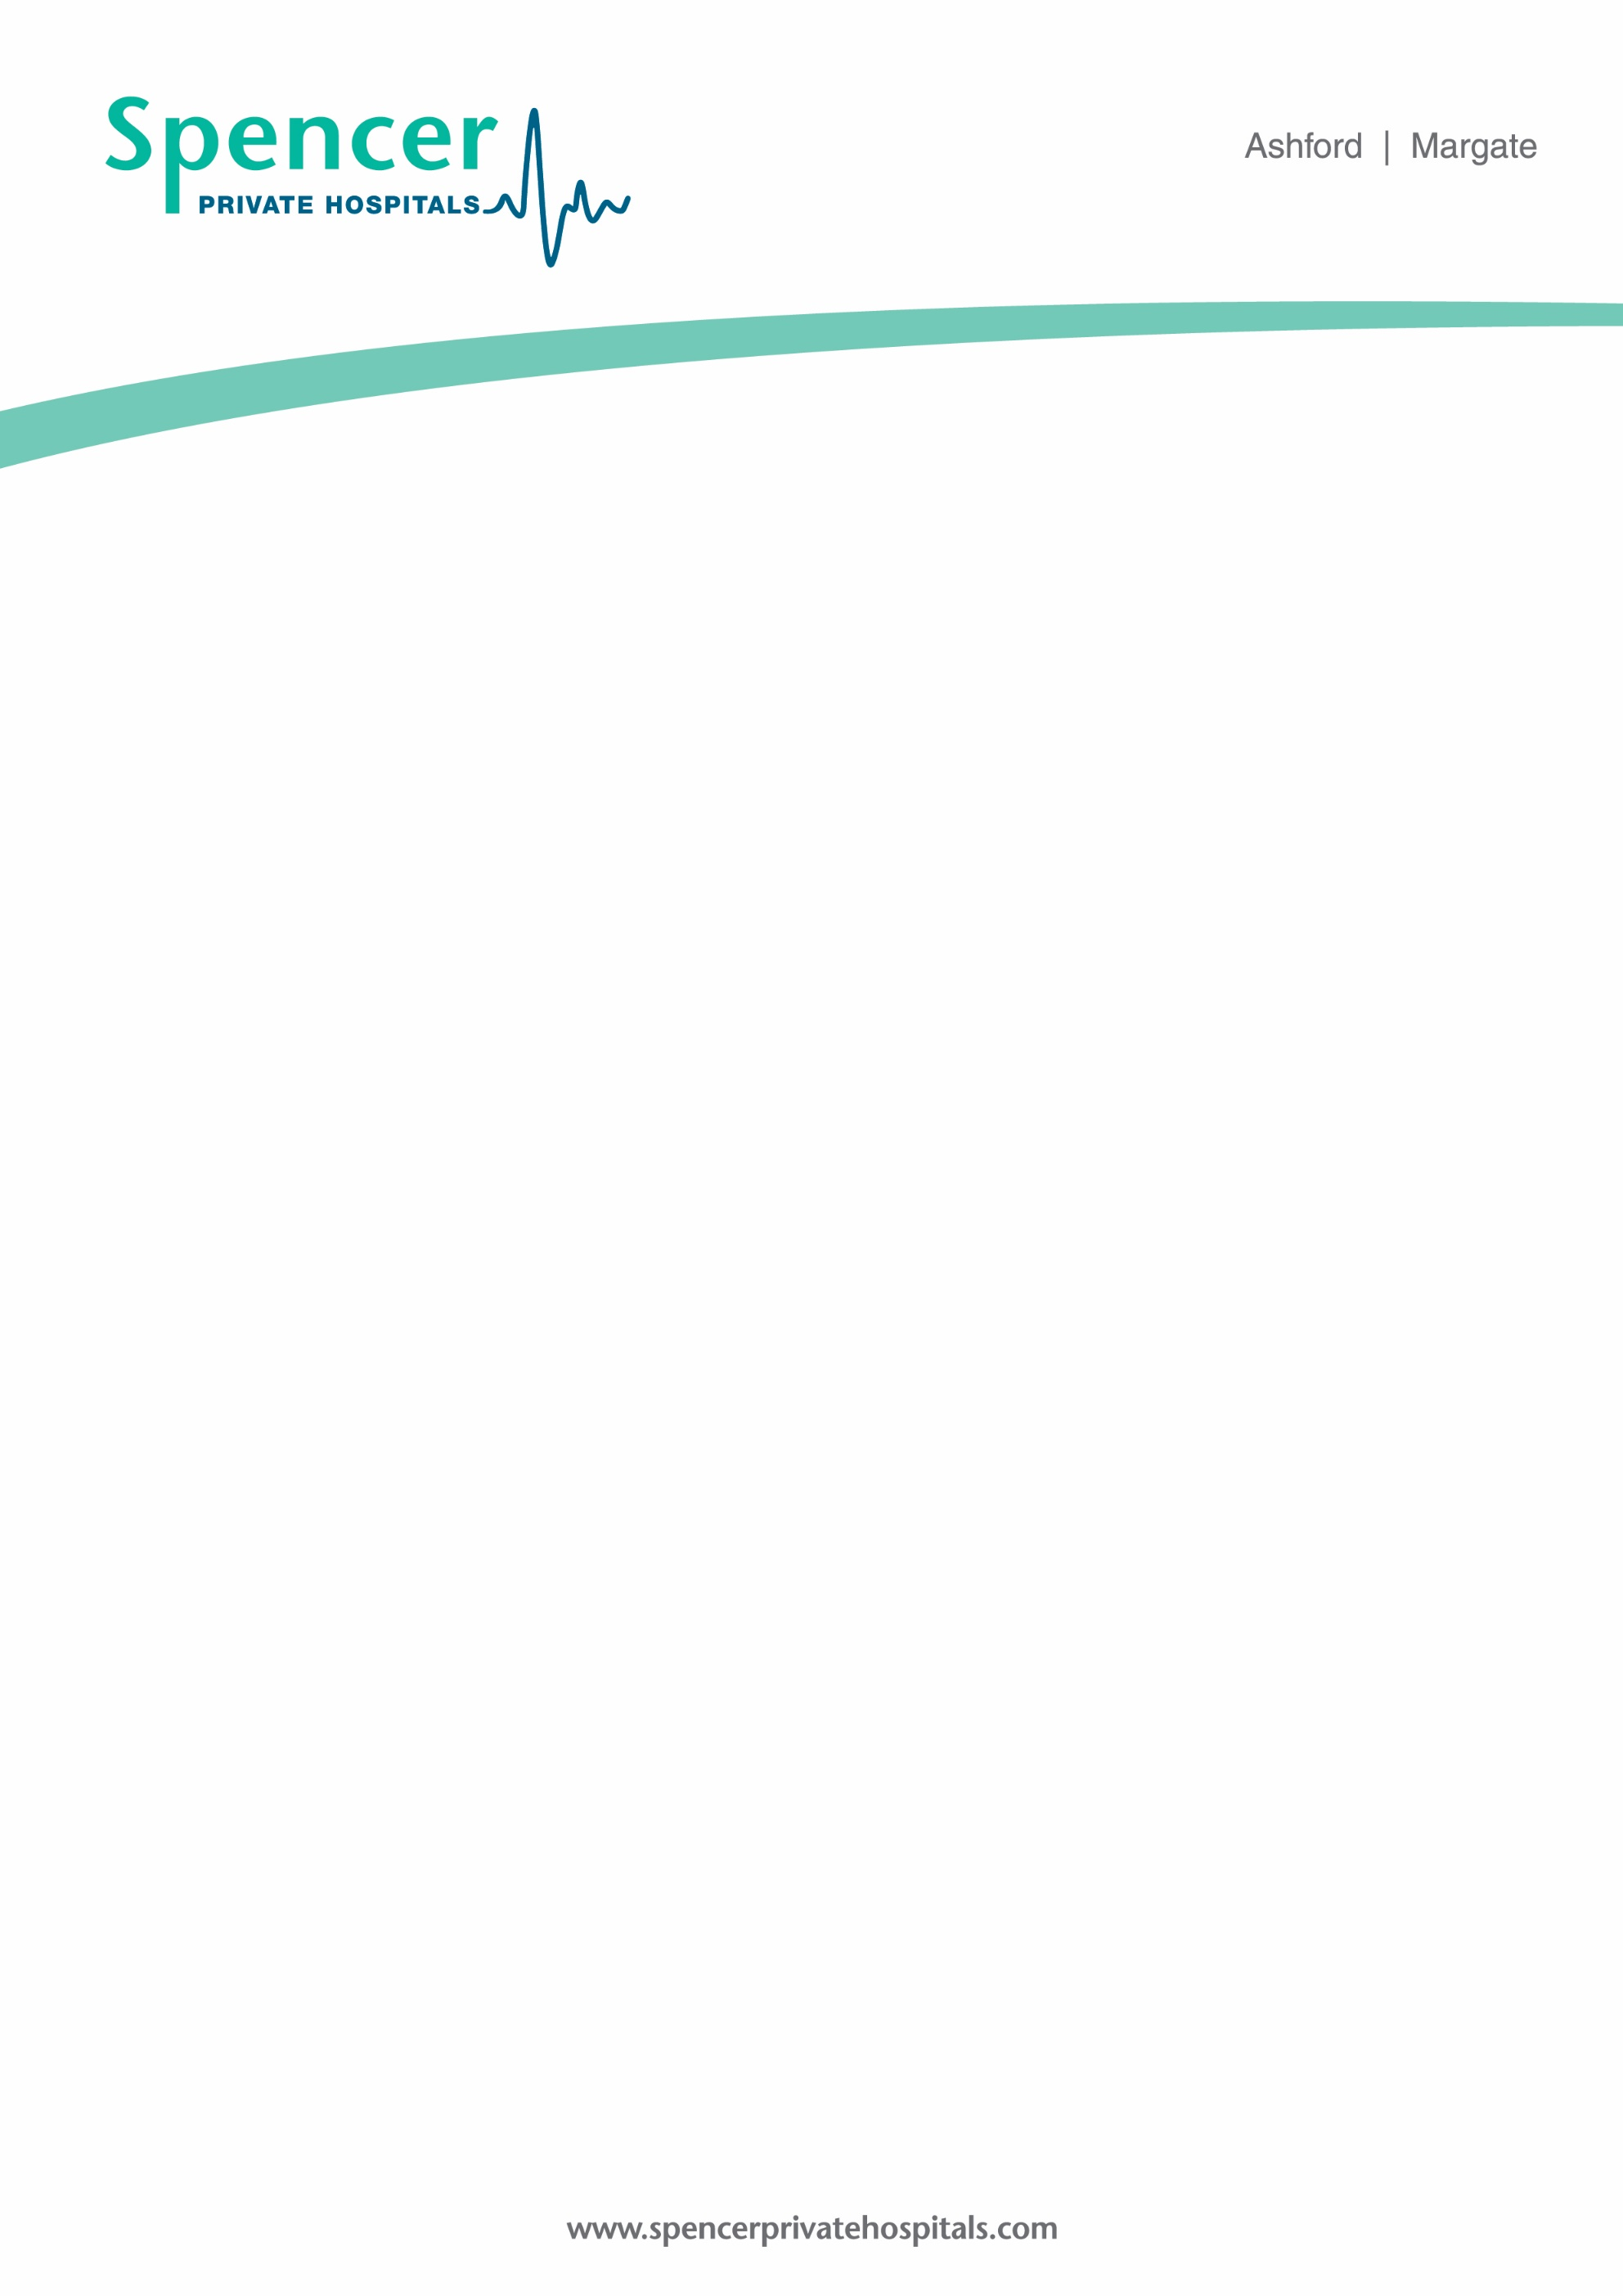 Spencer
PRIVATE HOSPITALS
Ashford | Margate
www.spencerprivatehospitals.com